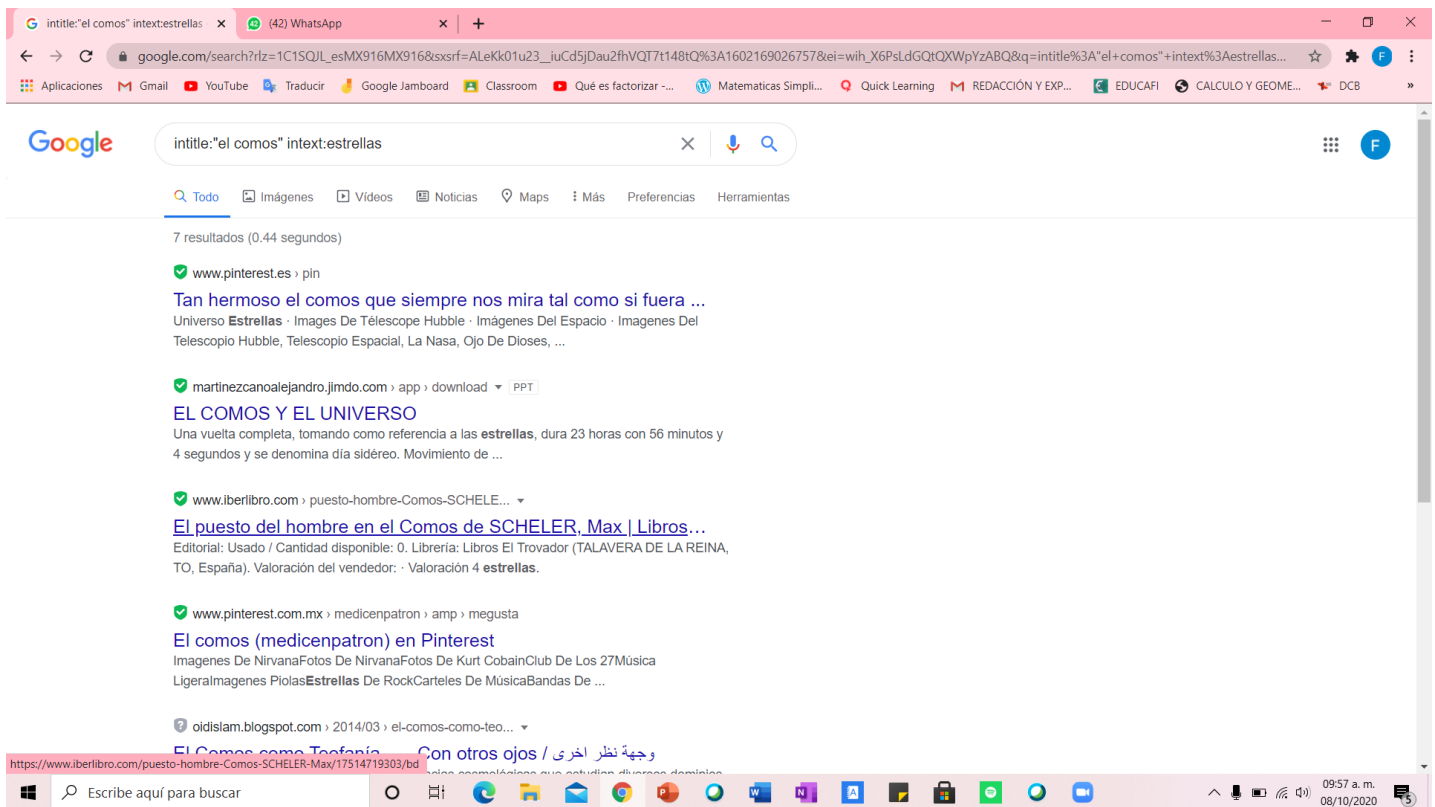 intitle:"el comos" intext:estrellas
(42) WhatsApp
google.com/search?rlz=1C1SQJL_esMX916MX916&sxsrf=ALeKk01u23__iuCd5jDau2fhVQT7t148tQ%3A1602169026757&ei=wih_X6PsLdGQtQXWpYzABQ&q=intitle%3A"el+comos"+intext%3Aestrellas...
F
Aplicaciones Gmail YouTube Traducir Google Jamboard Classroom Qué es factorizar -... Matematicas Simpli... Quick Learning REDACCIÓN Y EXP... EDUCAFI CALCULO Y GEOME... DCB »
Google
intitle:"el comos" intext:estrellas
F
Todo Imágenes Vídeos Noticias Maps Más Preferencias Herramientas
7 resultados (0.44 segundos)
www.pinterest.es › pin
Tan hermoso el comos que siempre nos mira tal como si fuera ...
Universo Estrellas · Images De Télescope Hubble · Imágenes Del Espacio · Imagenes Del
Telescopio Hubble, Telescopio Espacial, La Nasa, Ojo De Dioses, ...
martinezcanoalejandro.jimdo.com › app › download PPT
EL COMOS Y EL UNIVERSO
Una vuelta completa, tomando como referencia a las estrellas, dura 23 horas con 56 minutos y
4 segundos y se denomina día sidéreo. Movimiento de ...
www.iberlibro.com › puesto-hombre-Comos-SCHELE...
El puesto del hombre en el Comos de SCHELER, Max | Libros...
Editorial: Usado / Cantidad disponible: 0. Librería: Libros El Trovador (TALAVERA DE LA REINA,
TO, España). Valoración del vendedor: · Valoración 4 estrellas.
www.pinterest.com.mx › medicenpatron › amp › megusta
El comos (medicenpatron) en Pinterest
Imagenes De NirvanaFotos De NirvanaFotos De Kurt CobainClub De Los 27Música
LigeraImagenes PiolasEstrellas De RockCarteles De MúsicaBandas De ...
oidislam.blogspot.com › 2014/03 › el-comos-como-teo...
El Comos como Teofanía Con otros ojos / وجهة نظر اخرى
https://www.iberlibro.com/puesto-hombre-Comos-SCHELER-Max/17514719303/bd
Escribe aquí para buscar
09:57 a. m.
08/10/2020
5